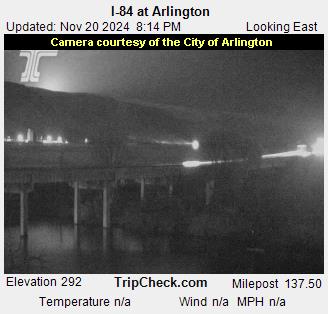 I-84 at Arlington
Updated: Nov 20 2024 8:14 PM Looking East
Camera courtesy of the City of Arlington
Elevation 292 TripCheck.com Milepost 137.50
Temperature n/a Wind n/a MPH n/a